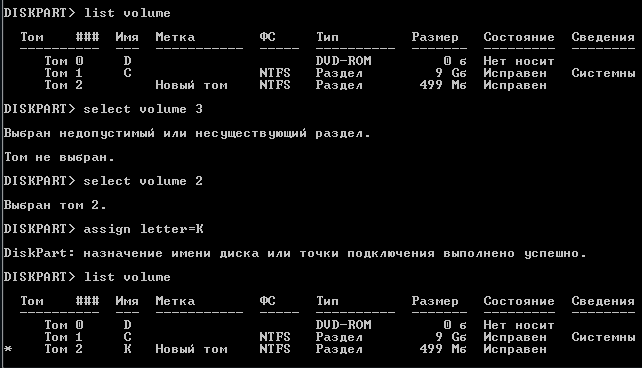 DISKPART> list volume
Том ### Имя Метка ФС Тип Размер Состояние Сведения
---------- --- ----------- ----- ---------- ------- --------- --------
Том 0 D DVD-ROM 0 б Нет носит
Том 1 C NTFS Раздел 9 Gб Исправен Системны
Том 2 Новый том NTFS Раздел 499 Mб Исправен
DISKPART> select volume 3
Выбран недопустимый или несуществующий раздел.
Том не выбран.
DISKPART> select volume 2
Выбран том 2.
DISKPART> assign letter=K
DiskPart: назначение имени диска или точки подключения выполнено успешно.
DISKPART> list volume
Том ### Имя Метка ФС Тип Размер Состояние Сведения
---------- --- ----------- ----- ---------- ------- --------- --------
Том 0 D DVD-ROM 0 б Нет носит
Том 1 C NTFS Раздел 9 Gб Исправен Системны
* Том 2 K Новый том NTFS Раздел 499 Mб Исправен